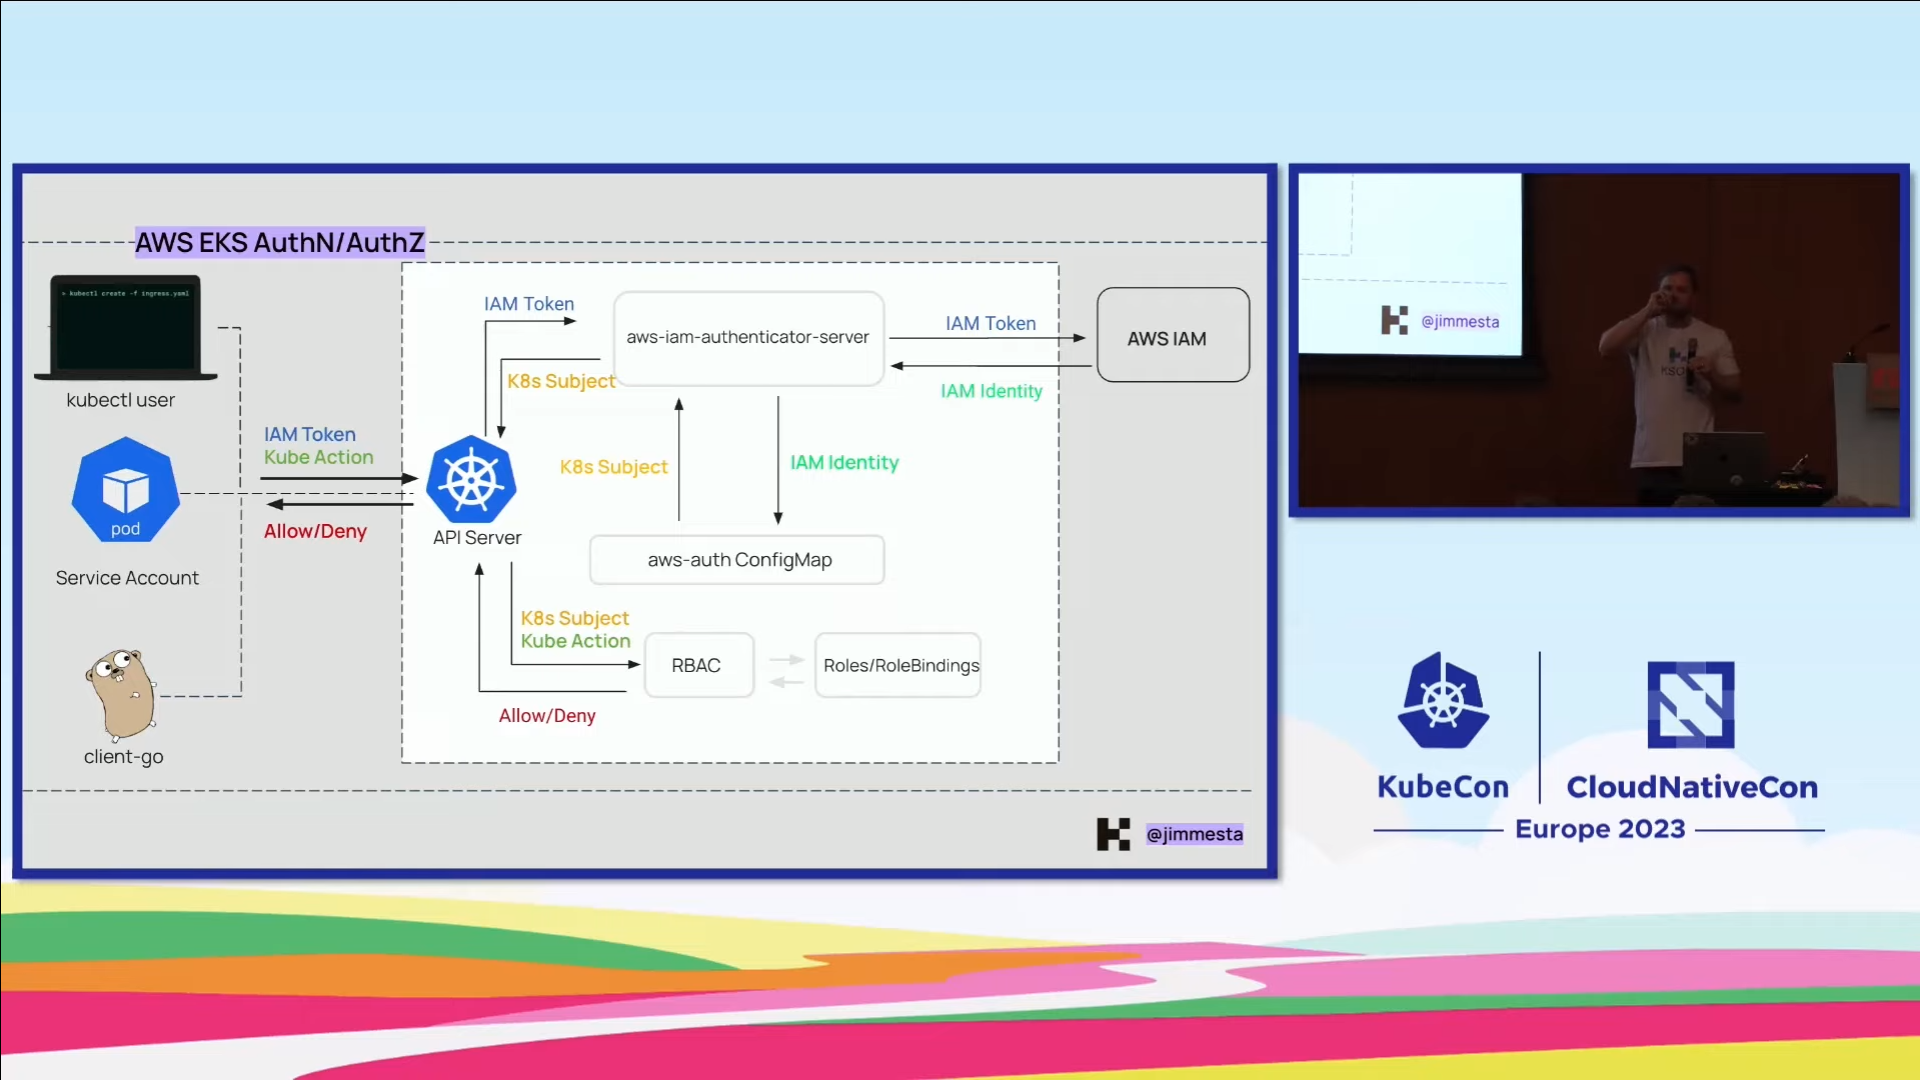 AWS EKS AuthN/AuthZ
> kubectl create -f ingress.yaml
kubectl user
pod
Service Account
client-go
IAM Token
Kube Action
Allow/Deny
API Server
IAM Token
K8s Subject
aws-iam-authenticator-server
IAM Token
IAM Identity
AWS IAM
K8s Subject
IAM Identity
aws-auth ConfigMap
K8s Subject
Kube Action
RBAC
Roles/RoleBindings
Allow/Deny
@jimmesta
@jimmesta
KSOC
KubeCon
CloudNativeCon
Europe 2023